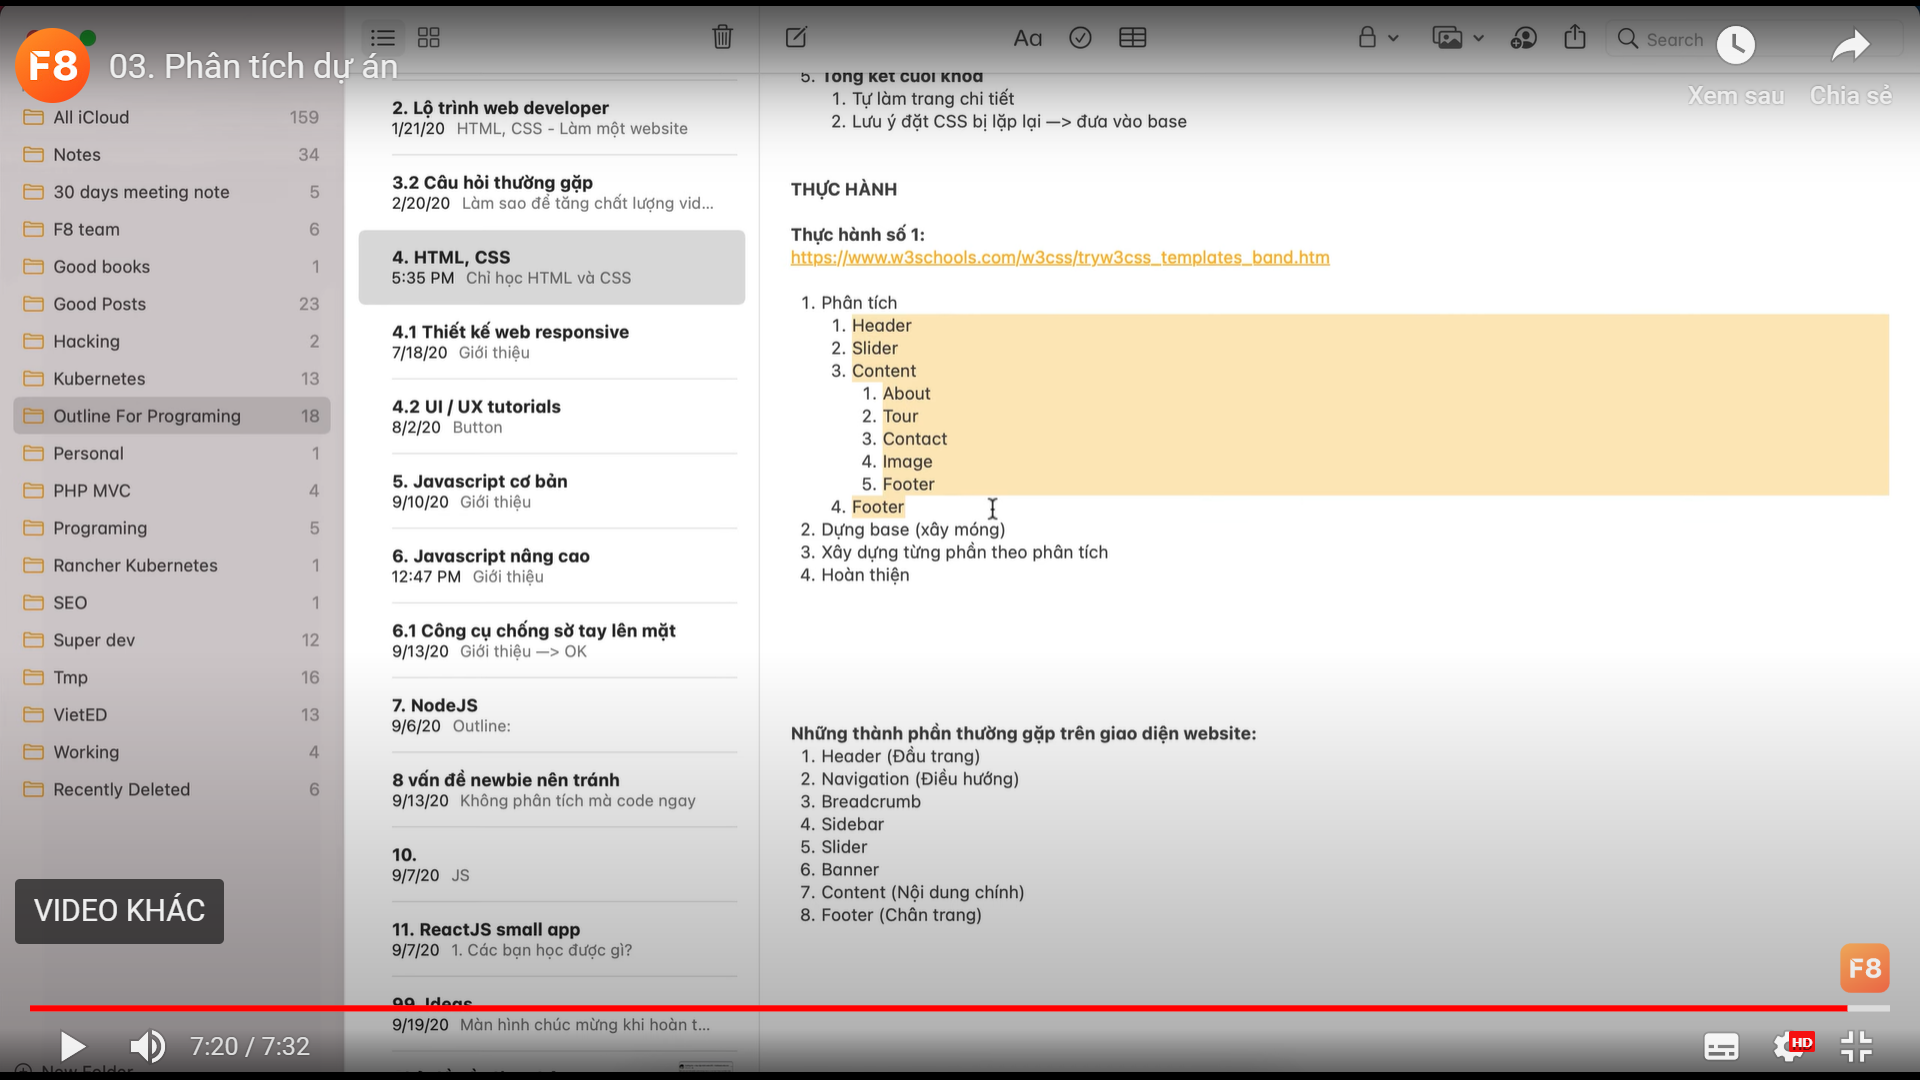 F8 03. Phân tích dự án
Xem sau
Chia sẻ
Aa
Search
All iCloud 159
Notes 34
30 days meeting note 5
F8 team 6
Good books 1
Good Posts 23
Hacking 2
Kubernetes 13
Outline For Programing 18
Personal 1
PHP MVC 4
Programing 5
Rancher Kubernetes 1
SEO 1
Super dev 12
Tmp 16
VietED 13
Working 4
Recently Deleted 6
New Folder
2. Lộ trình web developer
1/21/20 HTML, CSS - Làm một website
3.2 Câu hỏi thường gặp
2/20/20 Làm sao để tăng chất lượng vid...
4. HTML, CSS
5:35 PM Chỉ học HTML và CSS
4.1 Thiết kế web responsive
7/18/20 Giới thiệu
4.2 UI / UX tutorials
8/2/20 Button
5. Javascript cơ bản
9/10/20 Giới thiệu
6. Javascript nâng cao
12:47 PM Giới thiệu
6.1 Công cụ chống sờ tay lên mặt
9/13/20 Giới thiệu —> OK
7. NodeJS
9/6/20 Outline:
8 vấn đề newbie nên tránh
9/13/20 Không phân tích mà code ngay
10.
9/7/20 JS
11. ReactJS small app
9/7/20 1. Các bạn học được gì?
99. Ideas
9/19/20 Màn hình chúc mừng khi hoàn t...
5. Tổng kết cuối khoá
1. Tự làm trang chi tiết
2. Lưu ý đặt CSS bị lặp lại —> đưa vào base
THỰC HÀNH
Thực hành số 1:
https://www.w3schools.com/w3css/tryw3css_templates_band.htm
1. Phân tích
1. Header
2. Slider
3. Content
1. About
2. Tour
3. Contact
4. Image
5. Footer
4. Footer
2. Dựng base (xây móng)
3. Xây dựng từng phần theo phân tích
4. Hoàn thiện
Những thành phần thường gặp trên giao diện website:
1. Header (Đầu trang)
2. Navigation (Điều hướng)
3. Breadcrumb
4. Sidebar
5. Slider
6. Banner
7. Content (Nội dung chính)
8. Footer (Chân trang)
VIDEO KHÁC
F8
7:20 / 7:32
HD